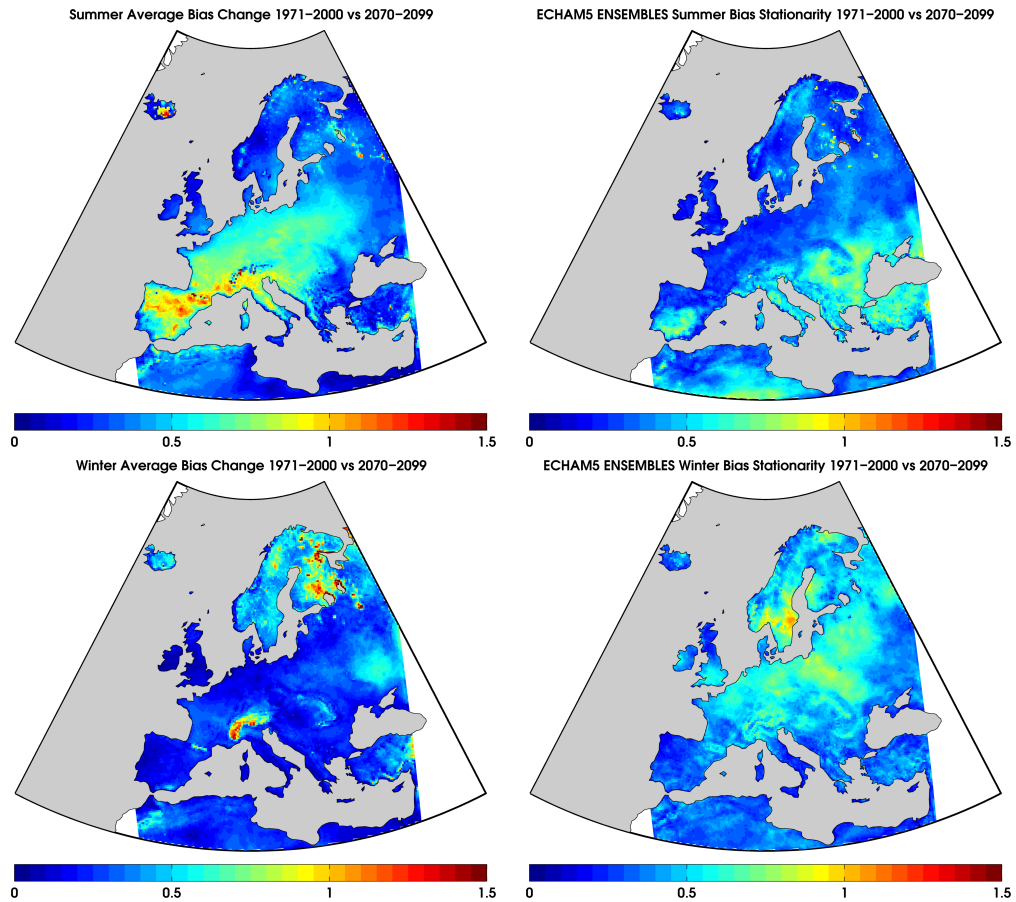 Summer Average Bias Change 1971–2000 vs 2070–2099
ECHAM5 ENSEMBLES Summer Bias Stationarity 1971–2000 vs 2070–2099
0 0.5 1 1.5
0 0.5 1 1.5
Winter Average Bias Change 1971–2000 vs 2070–2099
ECHAM5 ENSEMBLES Winter Bias Stationarity 1971–2000 vs 2070–2099
0 0.5 1 1.5
0 0.5 1 1.5